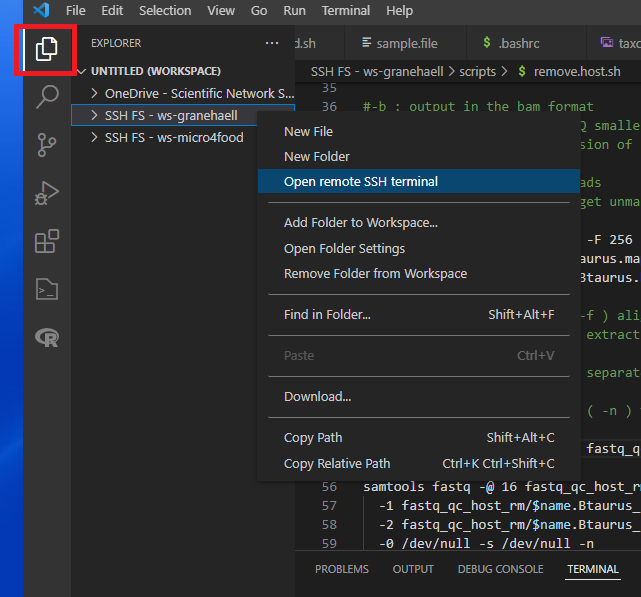 File Edit Selection View Go Run Terminal Help
EXPLORER ...
d.sh sample.file $ .bashrc taxo
UNTITLED (WORKSPACE)
SSH FS - ws-granehaell > scripts > $ remove.host.sh
OneDrive - Scientific Network S...
SSH FS - ws-granehaell
SSH FS - ws-micro4food
35
36 #-b : output in the bam format
Q smalle
sion of
ads
get unma
-F 256
aurus.ma
Btaurus.
-f ) ali
extract
separat
( -n )
fastq_q
New File
New Folder
Open remote SSH terminal
Add Folder to Workspace...
Open Folder Settings
Remove Folder from Workspace
Find in Folder... Shift+Alt+F
Paste Ctrl+V
Download...
Copy Path Shift+Alt+C
Copy Relative Path Ctrl+K Ctrl+Shift+C
56 samtools fastq -@ 16 fastq_qc_host_rm
57 -1 fastq_qc_host_rm/$name.Btaurus_
58 -2 fastq_qc_host_rm/$name.Btaurus_
59 -0 /dev/null -s /dev/null -n
PROBLEMS OUTPUT DEBUG CONSOLE TERMINAL